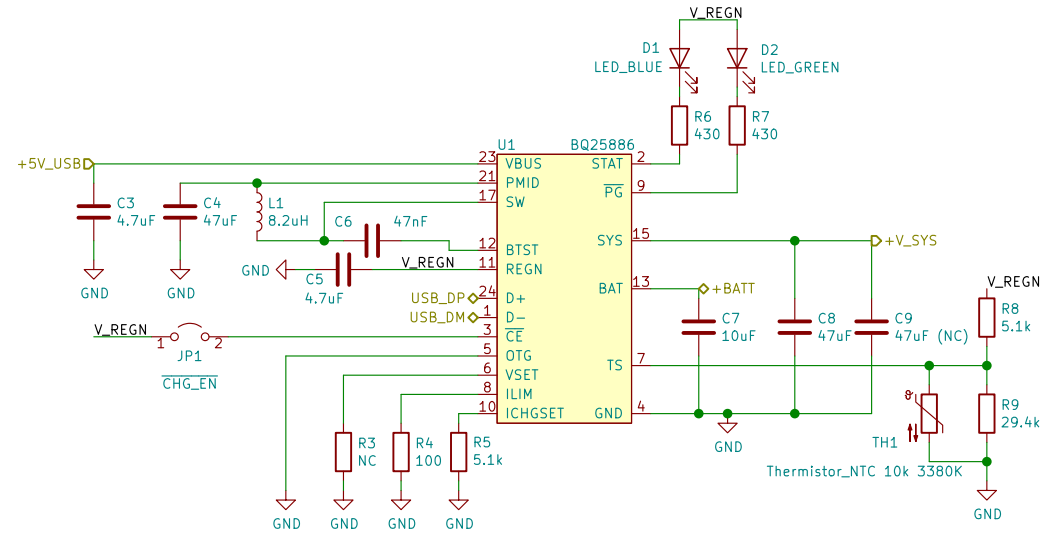 V_REGN
D1
LED_BLUE
D2
LED_GREEN
R6
430
R7
430
U1
BQ25886
+5V_USB
23
VBUS
STAT
2
21
PMID
PG
9
17
SW
C3
4.7uF
C4
47uF
L1
8.2uH
C6
47nF
SYS
15
+V_SYS
12
BTST
GND
V_REGN
11
REGN
C5
4.7uF
GND
GND
BAT
13
+BATT
V_REGN
USB_DP
24
D+
R8
5.1k
USB_DM
1
D-
C7
10uF
C8
47uF
C9
47uF (NC)
V_REGN
1
2
JP1
CHG_EN
3
CE
5
OTG
TS
7
6
VSET
8
ILIM
10
ICHGSET
GND
4
GND
θ
TH1
Thermistor_NTC 10k 3380K
R9
29.4k
R3
NC
R4
100
R5
5.1k
GND
GND
GND
GND
GND